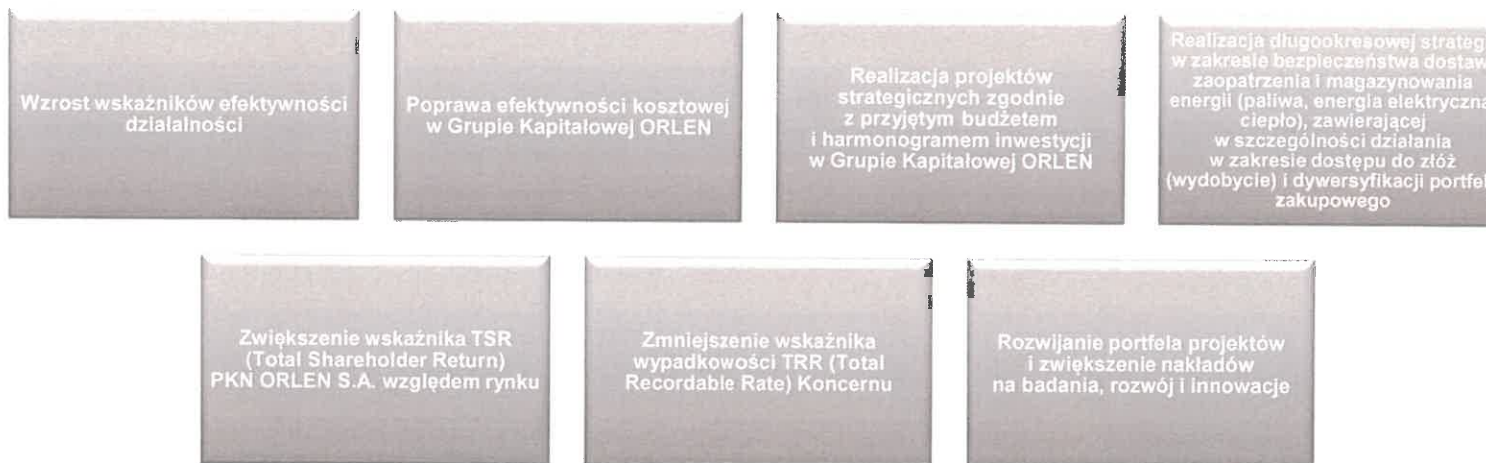 Wzrost wskaźników efektywności
działalności
Poprawa efektywności kosztowej
w Grupie Kapitałowej ORLEN
Realizacja projektów
strategicznych zgodnie
z przyjętym budżetem
i harmonogramem inwestycji
w Grupie Kapitałowej ORLEN
Realizacja długookresowej strateg
w zakresie bezpieczeństwa dostaw
zaopatrzenia i magazynowania
energii (paliwa, energia elektryczna
ciepło), zawierającej
w szczególności działania
w zakresie dostępu do złóż
(wydobycie) i dywersyfikacji portfel
zakupowego
Zwiększenie wskaźnika TSR
(Total Shareholder Return)
PKN ORLEN S.A. względem rynku
Zmniejszenie wskaźnika
wypadkowości TRR (Total
Recordable Rate) Koncernu
Rozwijanie portfela projektów
i zwiększenie nakładów
na badania, rozwój i innowacje